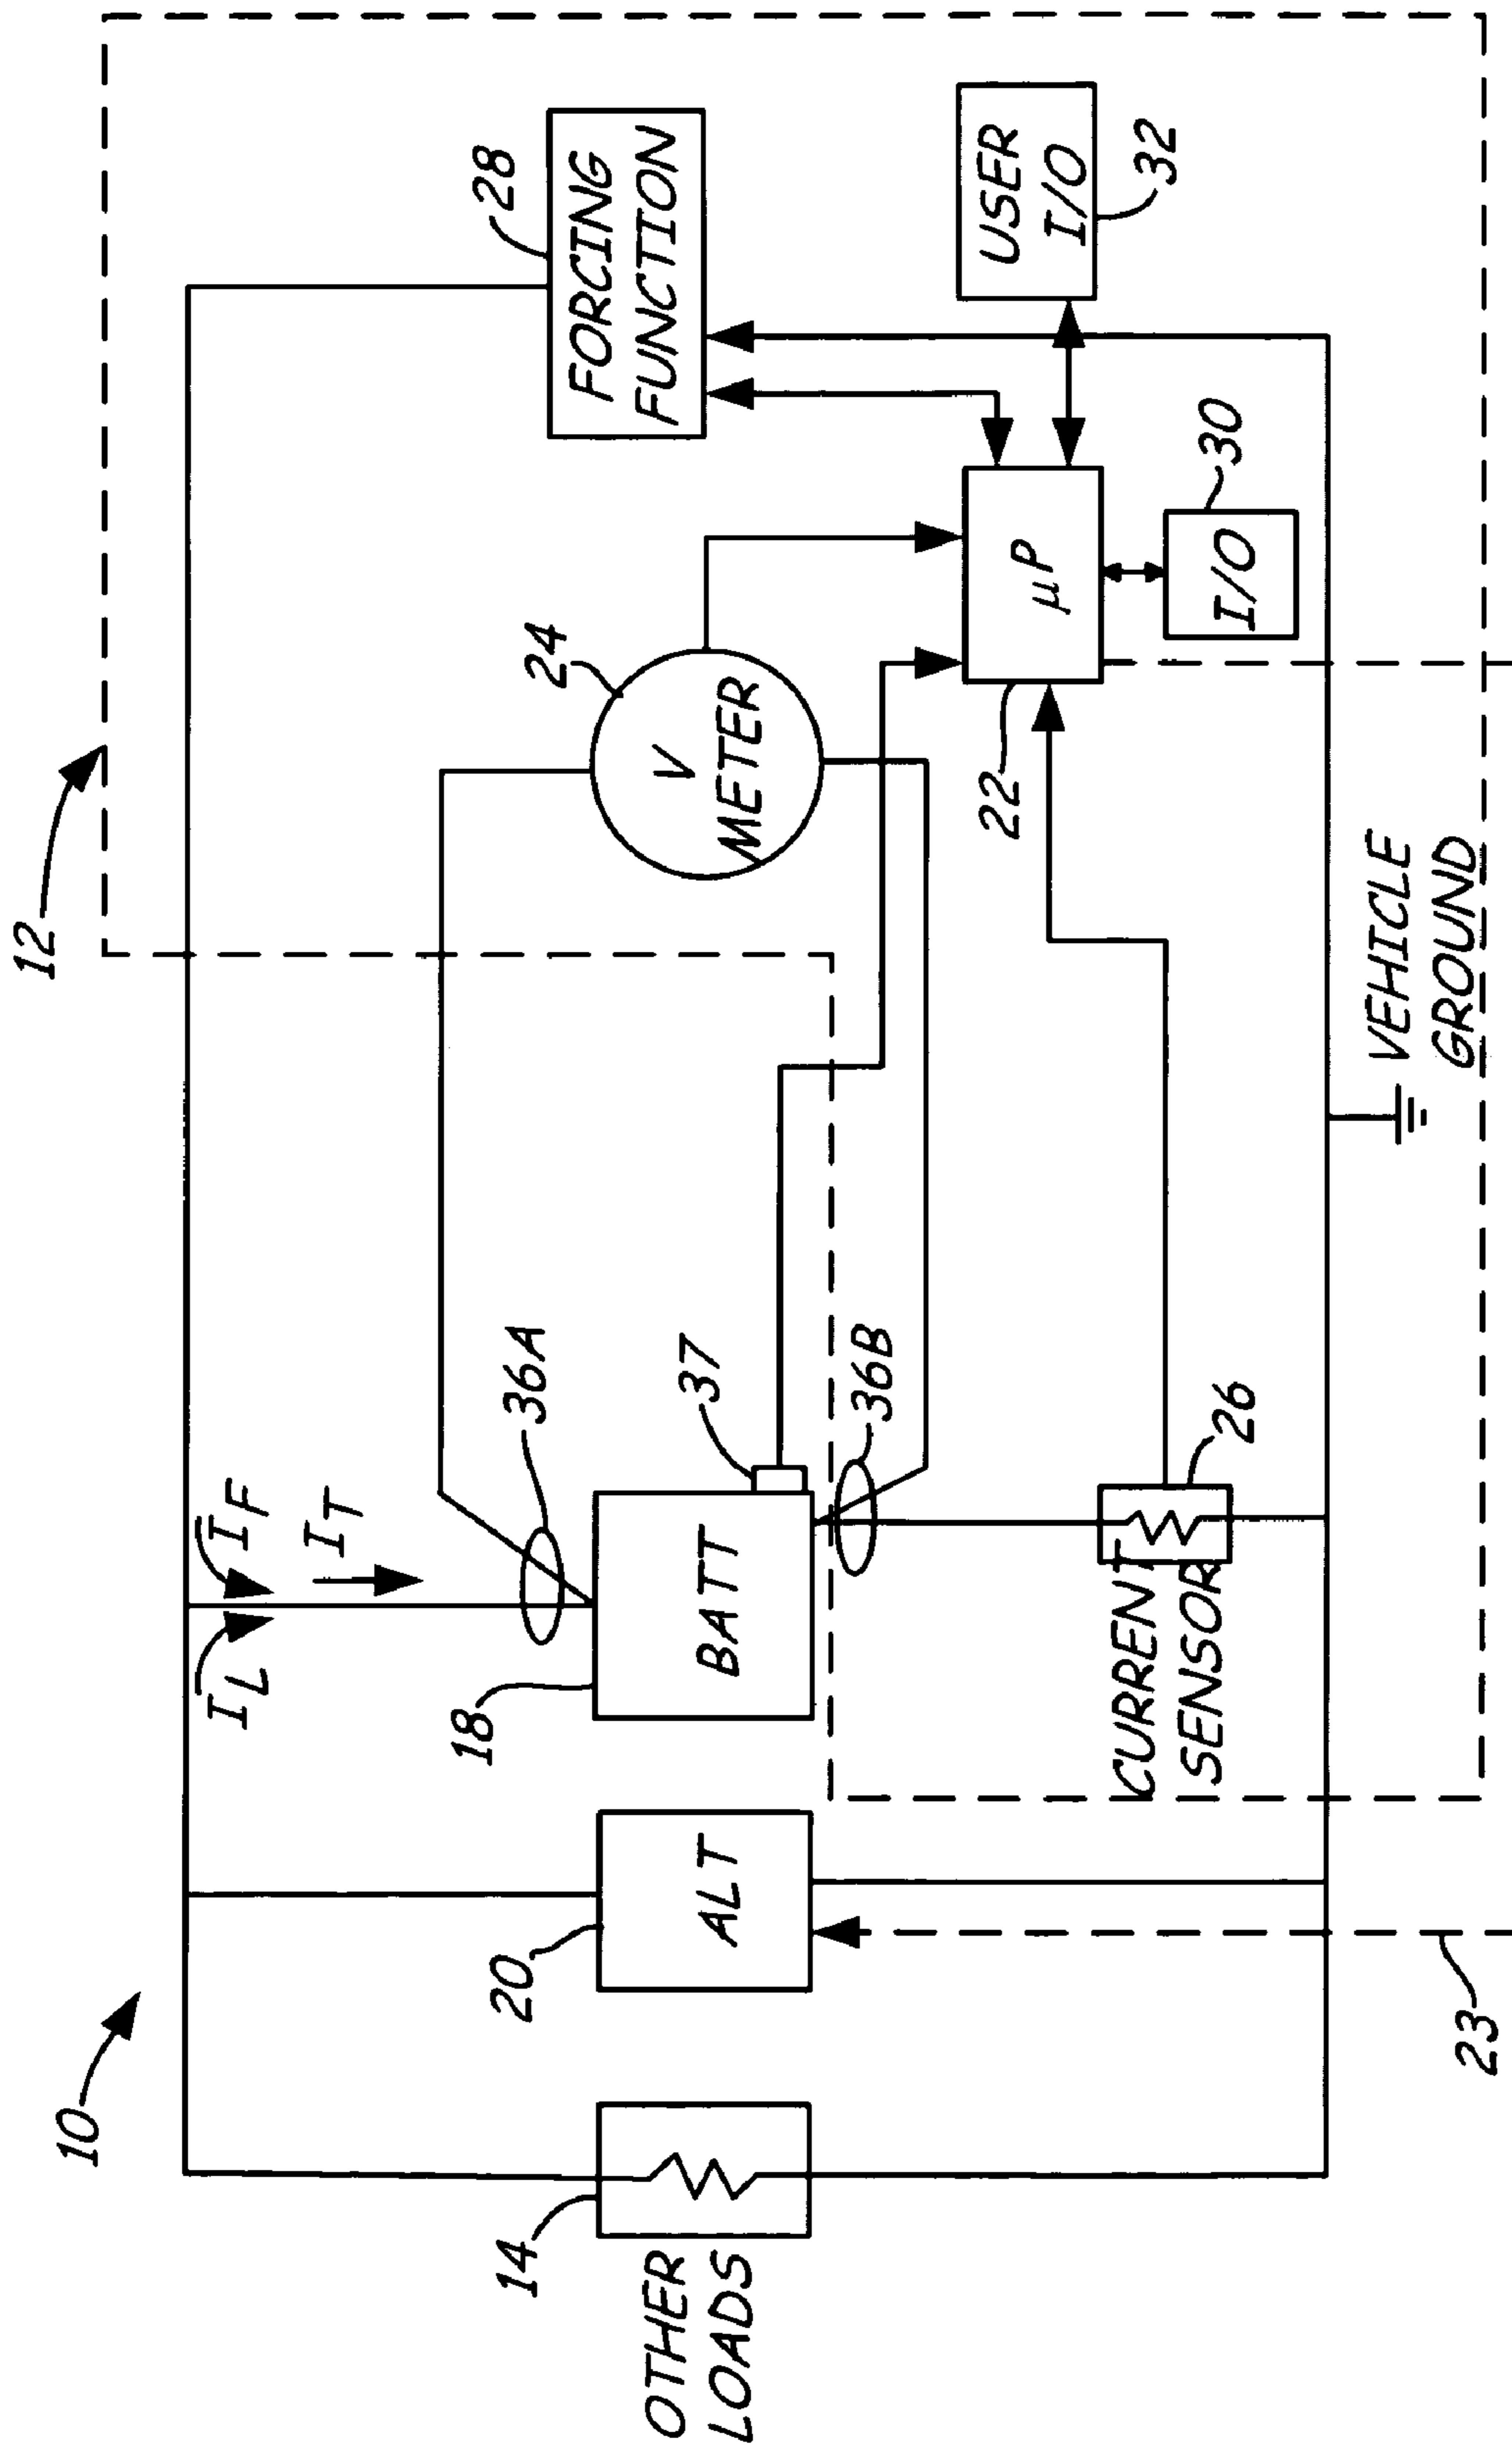 10
12
I_L
I_F
I_T
36A
18
20
14
OTHER
LOADS
ALT
BATT
37
36B
24
V
METER
28
FORCING
FUNCTION
USER
I/O
32
22
μP
30
I/O
CURRENT
SENSOR
26
VEHICLE
GROUND
23